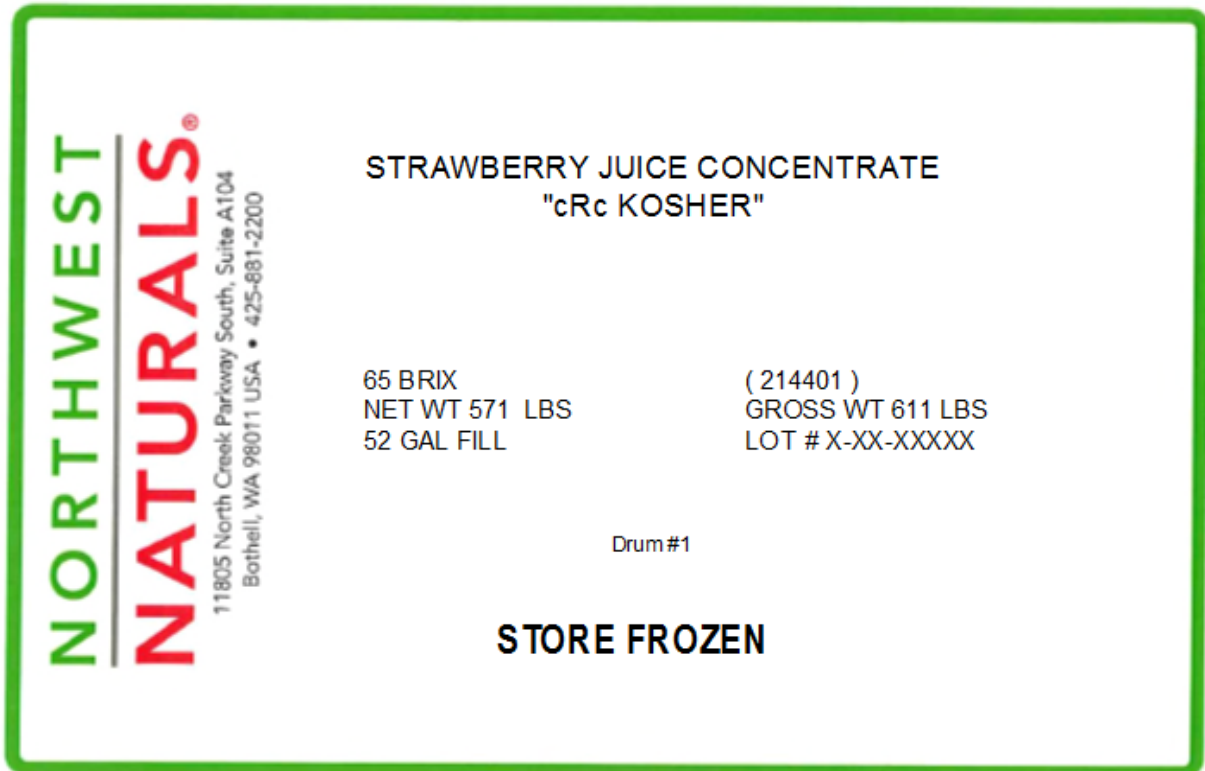 NORTHWEST
NATURALS®
11805 North Creek Parkway South, Suite A104
Bothell, WA 98011 USA • 425-881-2200
STRAWBERRY JUICE CONCENTRATE
"cRc KOSHER"
65 BRIX
NET WT 571 LBS
52 GAL FILL
( 214401 )
GROSS WT 611 LBS
LOT # X-XX-XXXXX
Drum #1
STORE FROZEN